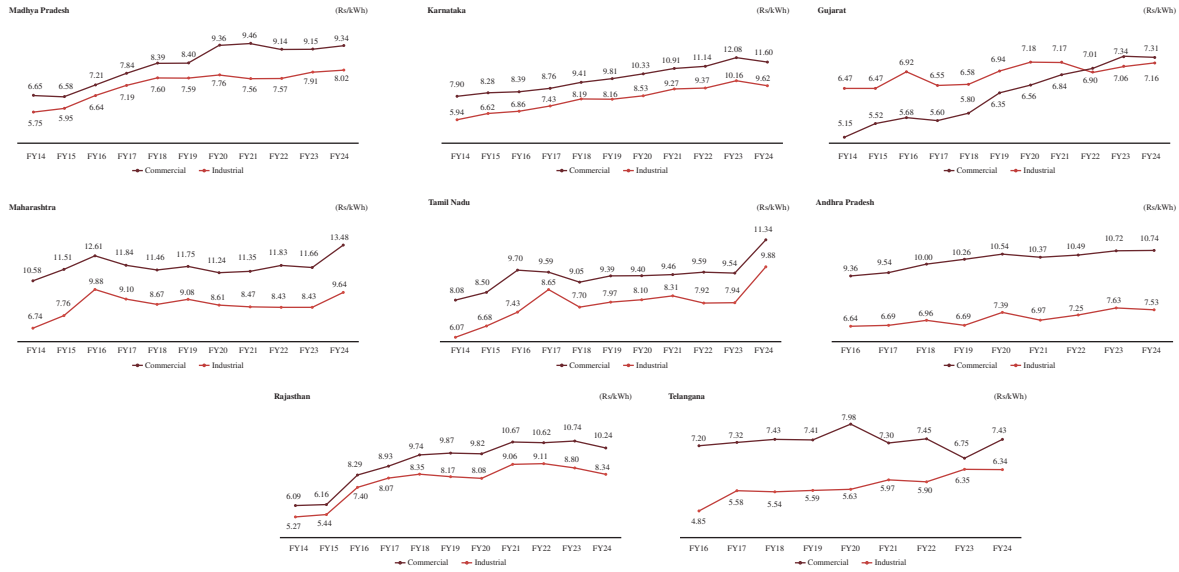 Madhya Pradesh (Rs/kWh)
9.36 9.46 9.14 9.15 9.34
8.39 8.40
7.84
7.21
6.65 6.58
7.76 7.91 8.02
7.60 7.59 7.56 7.57
7.19
6.64
5.75 5.95
FY14 FY15 FY16 FY17 FY18 FY19 FY20 FY21 FY22 FY23 FY24
Commercial Industrial
Karnataka (Rs/kWh)
7.90 8.28 8.39 8.76 9.41 9.81 10.33 10.91 11.14 12.08 11.60
5.94 6.62 6.86 7.43 8.19 8.16 8.53 9.27 9.37 10.16 9.62
FY14 FY15 FY16 FY17 FY18 FY19 FY20 FY21 FY22 FY23 FY24
Commercial Industrial
Gujarat (Rs/kWh)
6.47 6.47 6.92 6.55 6.58 6.94 7.18 7.17 7.01 7.34 7.31
5.15 5.52 5.68 5.60 5.80 6.35 6.56 6.84 6.90 7.06 7.16
FY14 FY15 FY16 FY17 FY18 FY19 FY20 FY21 FY22 FY23 FY24
Commercial Industrial
Maharashtra (Rs/kWh)
10.58 11.51 12.61 11.84 11.46 11.75 11.24 11.35 11.83 11.66 13.48
6.74 7.76 9.88 9.10 8.67 9.08 8.61 8.47 8.43 8.43 9.64
FY14 FY15 FY16 FY17 FY18 FY19 FY20 FY21 FY22 FY23 FY24
Commercial Industrial
Tamil Nadu (Rs/kWh)
8.08 8.50 9.70 9.59 9.05 9.39 9.40 9.46 9.59 9.54 11.34
6.07 6.68 7.43 8.65 7.70 7.97 8.10 8.31 7.92 7.94 9.88
FY14 FY15 FY16 FY17 FY18 FY19 FY20 FY21 FY22 FY23 FY24
Commercial Industrial
Andhra Pradesh (Rs/kWh)
9.36 9.54 10.00 10.26 10.54 10.37 10.49 10.72 10.74
6.64 6.69 6.96 6.69 7.39 6.97 7.25 7.63 7.53
FY16 FY17 FY18 FY19 FY20 FY21 FY22 FY23 FY24
Commercial Industrial
Rajasthan (Rs/kWh)
6.09 6.16 8.29 8.93 9.74 9.87 9.82 10.67 10.62 10.74 10.24
5.27 5.44 7.40 8.07 8.35 8.17 8.08 9.06 9.11 8.80 8.34
FY14 FY15 FY16 FY17 FY18 FY19 FY20 FY21 FY22 FY23 FY24
Commercial Industrial
Telangana (Rs/kWh)
7.20 7.32 7.43 7.41 7.98 7.30 7.45 6.75 7.43
4.85 5.58 5.54 5.59 5.63 5.97 5.90 6.35 6.34
FY16 FY17 FY18 FY19 FY20 FY21 FY22 FY23 FY24
Commercial Industrial